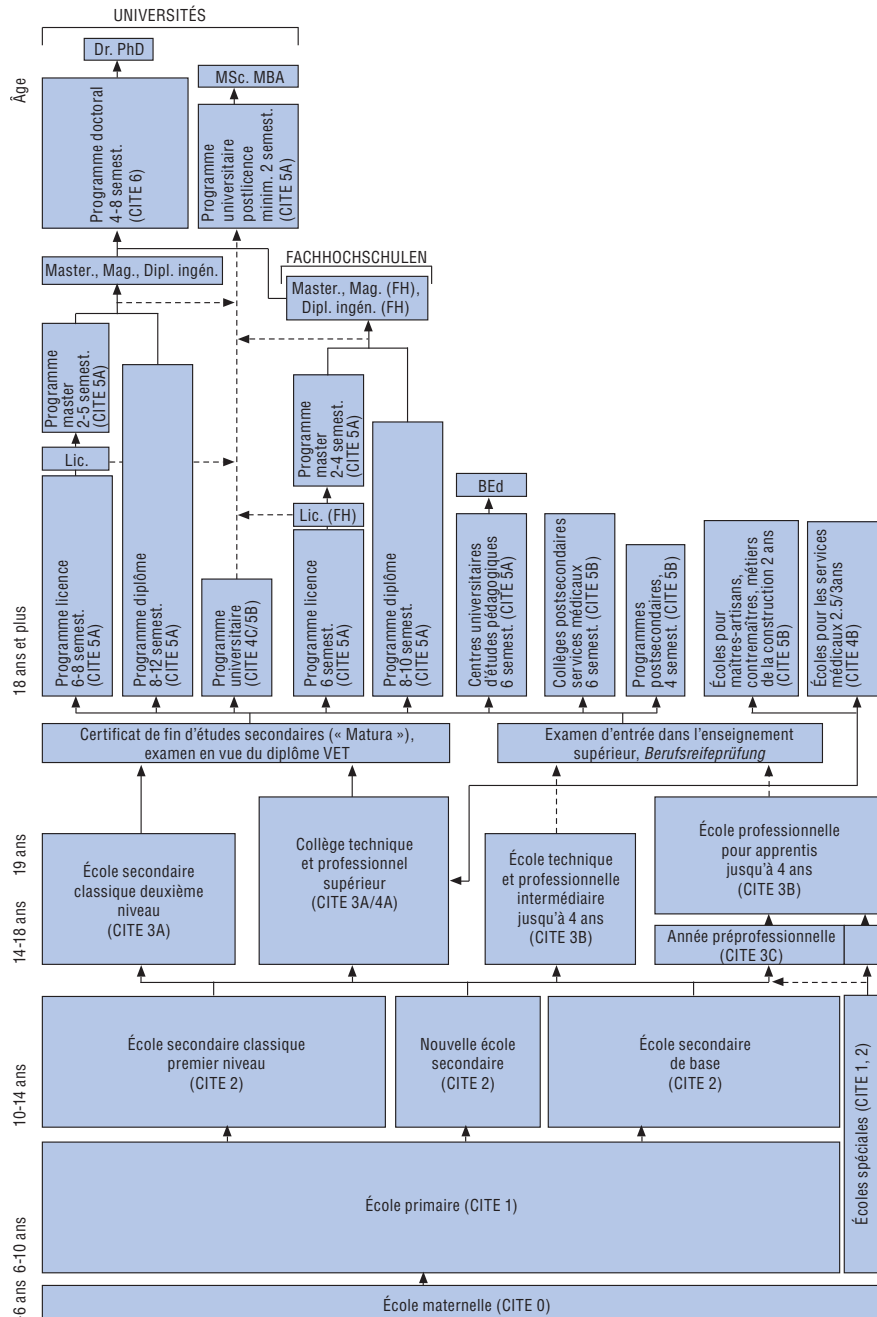 UNIVERSITÉS
Dr. PhD
MSc. MBA
Âge
Programme doctoral
4-8 semest.
(CITE 6)
Programme
universitaire
postlicence
minim. 2 semest.
(CITE 5A)
FACHHOCHSCHULEN
Master., Mag., Dipl. ingén.
Master., Mag. (FH),
Dipl. ingén. (FH)
Programme
master
2-5 semest.
(CITE 5A)
Programme
master
2-4 semest.
(CITE 5A)
Lic.
Lic. (FH)
BEd
18 ans et plus
Programme licence
6-8 semest.
(CITE 5A)
Programme diplôme
8-12 semest.
(CITE 5A)
Programme
universitaire
(CITE 4C/5B)
Programme licence
6 semest.
(CITE 5A)
Programme diplôme
8-10 semest.
(CITE 5A)
Centres universitaires
d'études pédagogiques
6 semest. (CITE 5A)
Collèges postsecondaires
services médicaux
6 semest. (CITE 5B)
Programmes
postsecondaires,
4 semest. (CITE 5B)
Écoles pour
maîtres-artisans,
contremaîtres, métiers
de la construction 2 ans
(CITE 5B)
Écoles pour les services
médicaux 2.5/3ans
(CITE 4B)
Certificat de fin d'études secondaires (« Matura »),
examen en vue du diplôme VET
Examen d'entrée dans l'enseignement
supérieur, Berufsreifeprüfung
19 ans
14-18 ans
École secondaire
classique deuxième
niveau
(CITE 3A)
Collège technique
et professionnel
supérieur
(CITE 3A/4A)
École technique
et professionnelle
intermédiaire
jusqu'à 4 ans
(CITE 3B)
École professionnelle
pour apprentis
jusqu'à 4 ans
(CITE 3B)
Année préprofessionnelle
(CITE 3C)
10-14 ans
École secondaire classique
premier niveau
(CITE 2)
Nouvelle école
secondaire
(CITE 2)
École secondaire
de base
(CITE 2)
Écoles spéciales (CITE 1, 2)
6-10 ans
École primaire (CITE 1)
-6 ans
École maternelle (CITE 0)